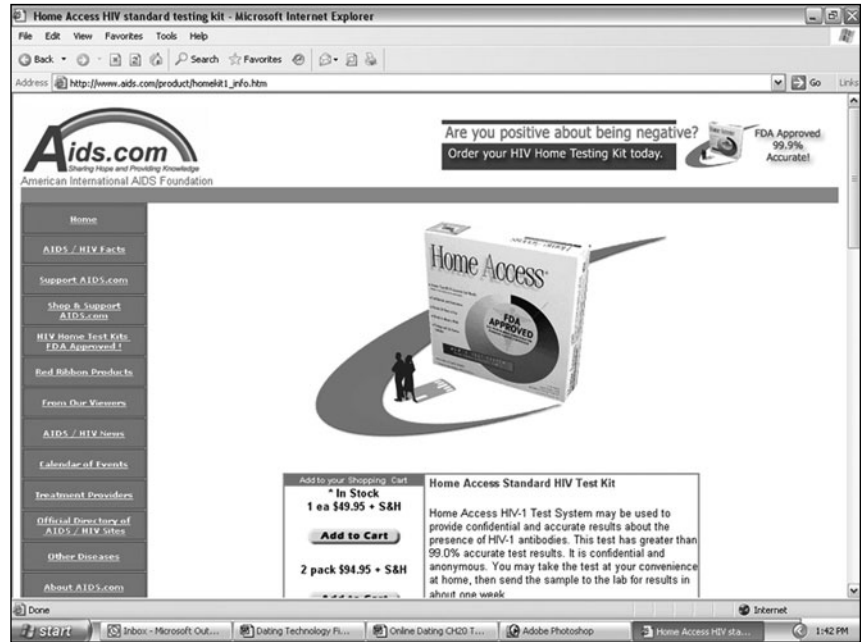 Home Access HIV standard testing kit - Microsoft Internet Explorer
File Edit View Favorites Tools Help
Back Search Favorites
Address http://www.aids.com/product/homekit1_info.htm Go Links
Aids.com
Sharing Hope and Providing Knowledge
American International AIDS Foundation
Are you positive about being negative?
Order your HIV Home Testing Kit today.
FDA Approved
99.9%
Accurate!
Home
AIDS / HIV Facts
Support AIDS.com
Shop & Support
AIDS.com
HIV Home Test Kits
FDA Approved !
Red Ribbon Products
From Our Viewers
AIDS / HIV News
Calendar of Events
Treatment Providers
Official Directory of
AIDS / HIV Sites
Other Diseases
About AIDS.com
Home Access
FDA
APPROVED
Add to your Shopping Cart
* In Stock
1 ea $49.95 + S&H
Add to Cart
2 pack $94.95 + S&H
Add to Cart
Home Access Standard HIV Test Kit
Home Access HIV-1 Test System may be used to
provide confidential and accurate results about the
presence of HIV-1 antibodies. This test has greater than
99.0% accurate test results. It is confidential and
anonymous. You may take the test at your convenience
at home, then send the sample to the lab for results in
about one week.
Done Internet
start Inbox - Microsoft Out... Dating Technology Fi... Online Dating CH20 T... Adobe Photoshop Home Access HIV sta... 1:42 PM